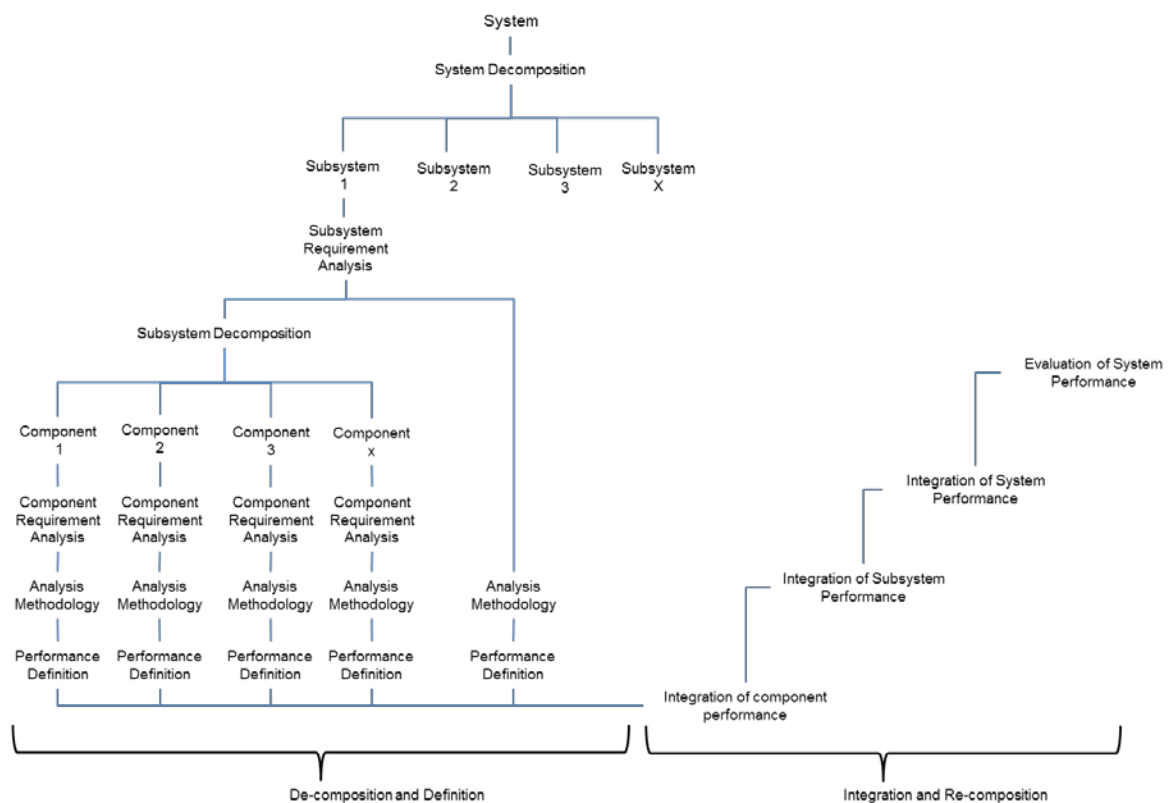 System
System Decomposition
Subsystem
1
Subsystem
2
Subsystem
3
Subsystem
X
Subsystem
Requirement
Analysis
Subsystem Decomposition
Component
1
Component
2
Component
3
Component
x
Component
Requirement
Analysis
Component
Requirement
Analysis
Component
Requirement
Analysis
Component
Requirement
Analysis
Analysis
Methodology
Analysis
Methodology
Analysis
Methodology
Analysis
Methodology
Analysis
Methodology
Performance
Definition
Performance
Definition
Performance
Definition
Performance
Definition
Performance
Definition
Integration of component
performance
Integration of Subsystem
Performance
Integration of System
Performance
Evaluation of System
Performance
De-composition and Definition
Integration and Re-composition